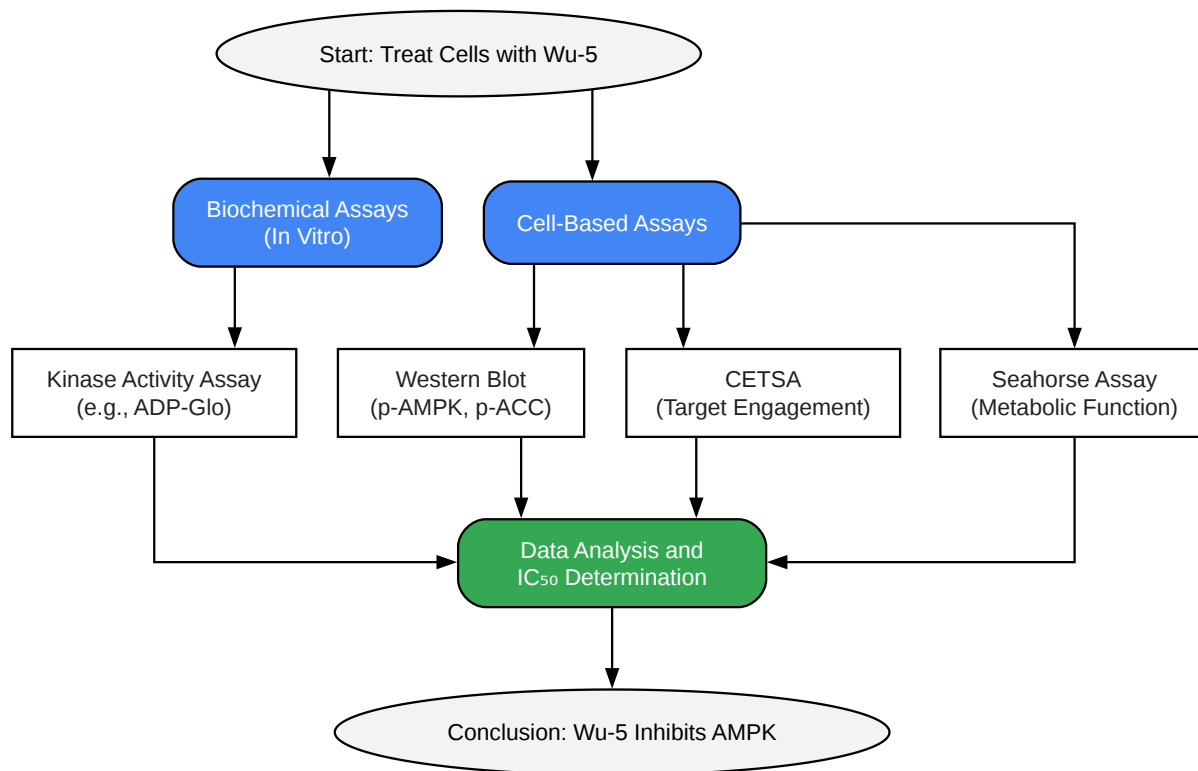 Start: Treat Cells with Wu-5
Biochemical Assays
(In Vitro)
Cell-Based Assays
Kinase Activity Assay
(e.g., ADP-Glo)
Western Blot
(p-AMPK, p-ACC)
CETSA
(Target Engagement)
Seahorse Assay
(Metabolic Function)
Data Analysis and
IC₅₀ Determination
Conclusion: Wu-5 Inhibits AMPK